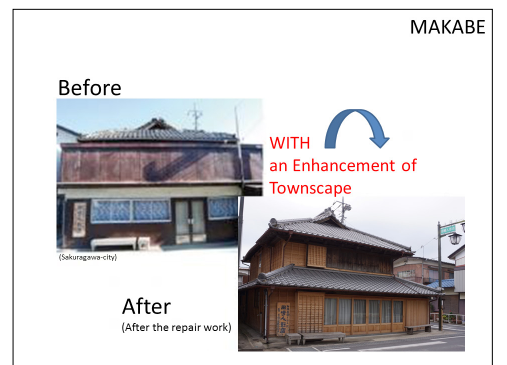 MAKABE
Before
WITH
an Enhancement of
Townscape
(Sakuragawa-city)
After
(After the repair work)